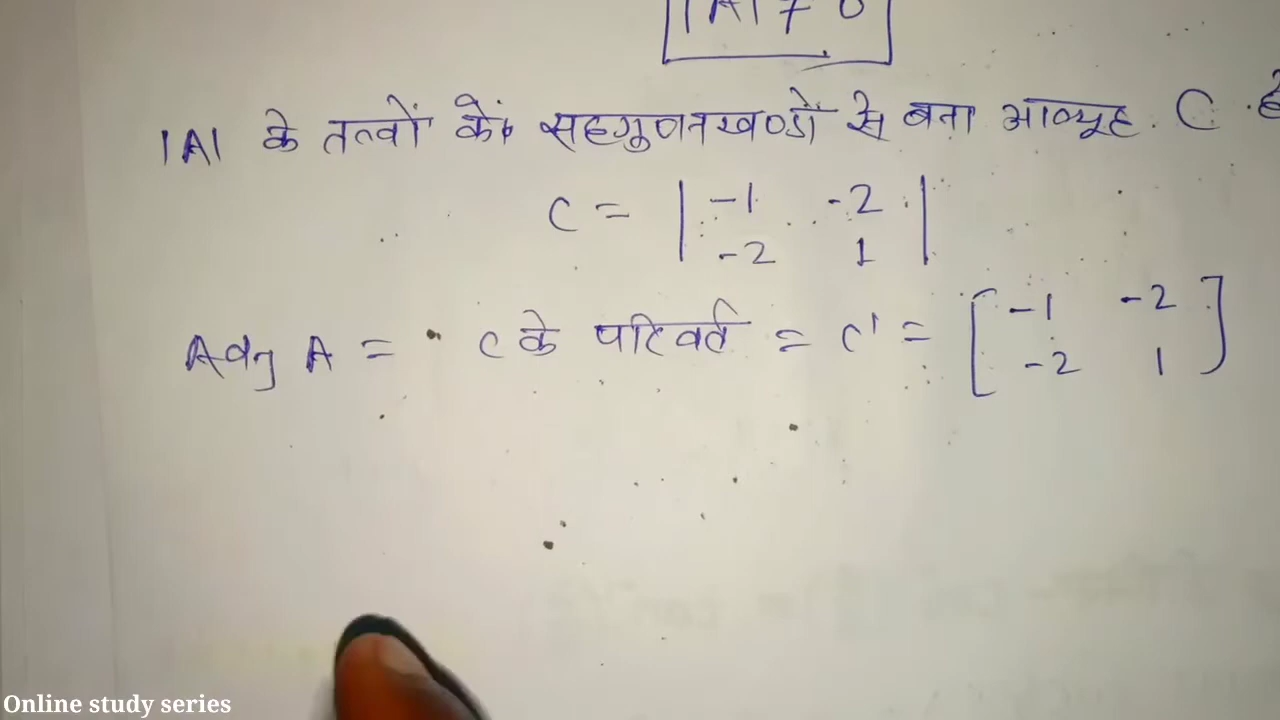 |A| ≠ 0
|A| के तत्वों के सहगुणनखण्डों से बना आव्यूह C है
C = | -1 -2 |
| -2 1 |
Adj A = C के परिवर्त = C' = [ -1 -2 ]
[ -2 1 ]
Online study series